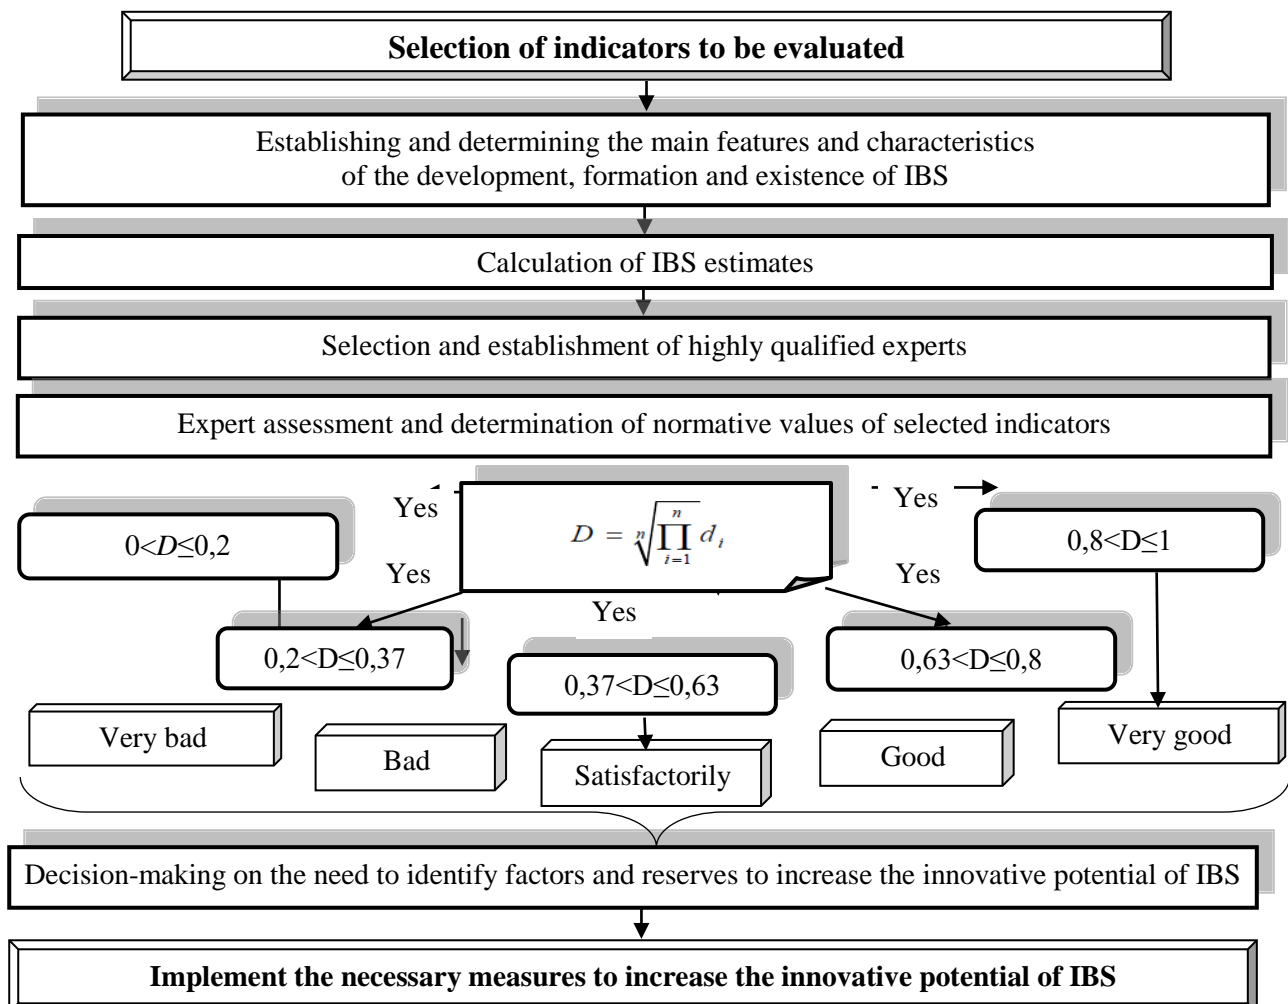 Selection of indicators to be evaluated
Establishing and determining the main features and characteristics
of the development, formation and existence of IBS
Calculation of IBS estimates
Selection and establishment of highly qualified experts
Expert assessment and determination of normative values of selected indicators
Yes
Yes
0<D≤0,2
D = \sqrt[n]{\prod_{i=1}^{n}} d_i
0,8<D≤1
Yes
Yes
Yes
0,2<D≤0,37
0,37<D≤0,63
0,63<D≤0,8
Very bad
Bad
Satisfactorily
Good
Very good
Decision-making on the need to identify factors and reserves to increase the innovative potential of IBS
Implement the necessary measures to increase the innovative potential of IBS